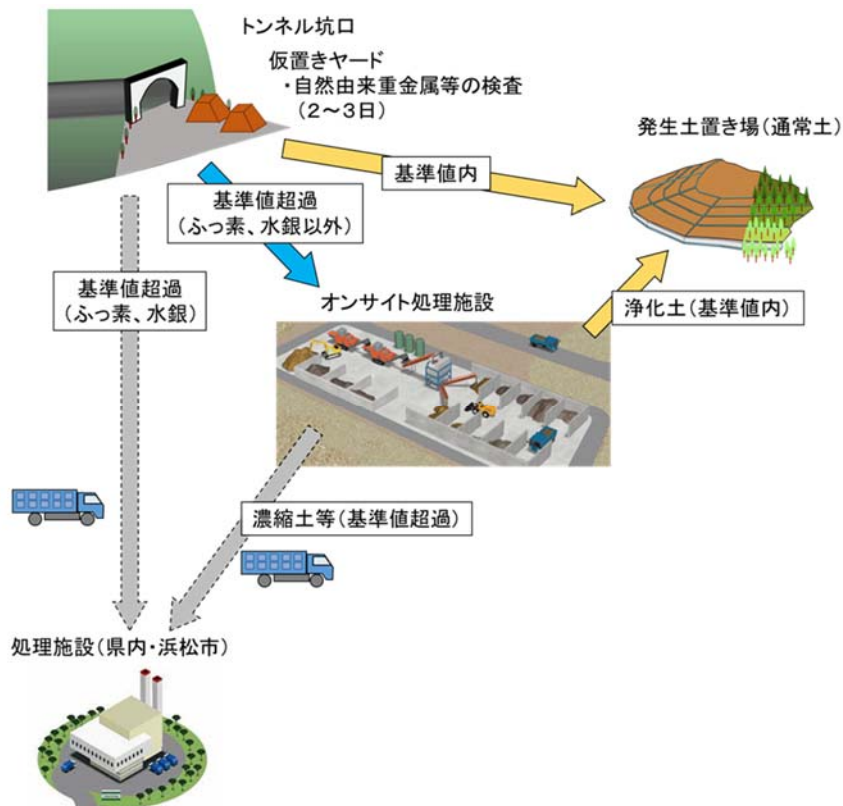 トンネル坑口
仮置きヤード
・自然由来重金属等の検査
(2～3日)
発生土置き場(通常土)
基準値内
基準値超過
(ふっ素、水銀以外)
基準値超過
(ふっ素、水銀)
オンサイト処理施設
浄化土(基準値内)
濃縮土等(基準値超過)
処理施設(県内・浜松市)